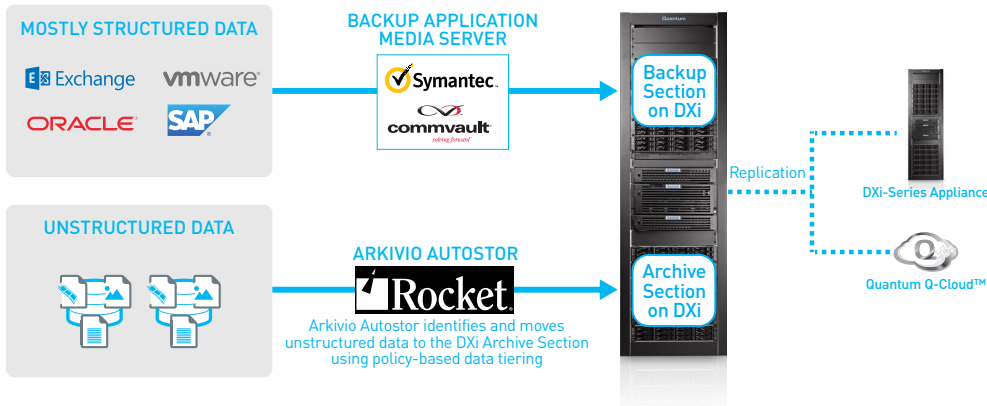 MOSTLY STRUCTURED DATA
E Exchange
vmware®
ORACLE®
SAP®
BACKUP APPLICATION
MEDIA SERVER
Symantec™
commvault®
solving forward®
Quantum
Backup
Section
on DXi
Replication
DXi-Series Appliance
Q
Quantum Q-Cloud™
UNSTRUCTURED DATA
ARKIVIO AUTOSTOR
Rocket®
Arkivio Autostor identifies and moves
unstructured data to the DXi Archive Section
using policy-based data tiering
Archive
Section
on DXi